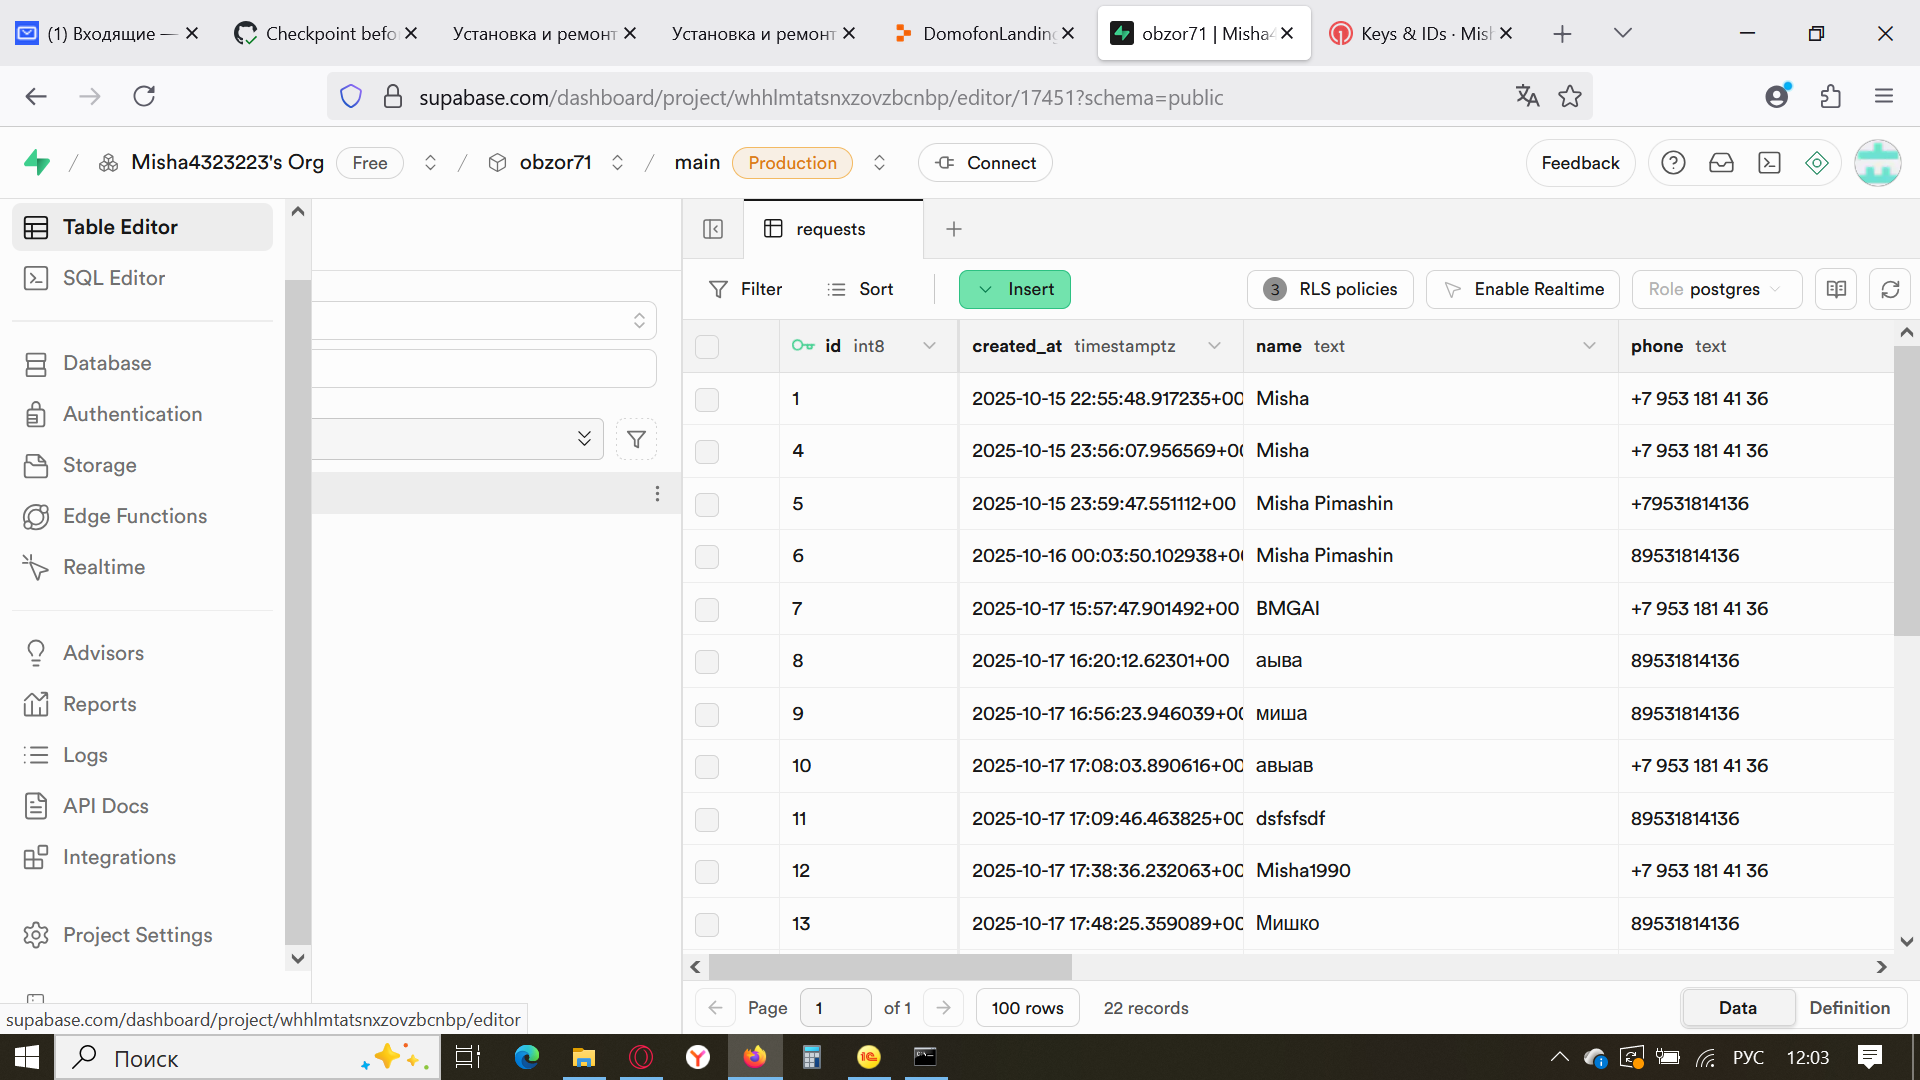 (1) Входящие —
Checkpoint befo
Установка и ремонт
Установка и ремонт
DomofonLanding
obzor71 | Misha4
Keys & IDs · Mish
supabase.com/dashboard/project/whhlmtatsnxzovzbcnbp/editor/17451?schema=public
Misha4323223's Org
Free
obzor71
main
Production
Connect
Feedback
Table Editor
SQL Editor
Database
Authentication
Storage
Edge Functions
Realtime
Advisors
Reports
Logs
API Docs
Integrations
Project Settings
supabase.com/dashboard/project/whhlmtatsnxzovzbcnbp/editor
requests
Filter
Sort
Insert
3 RLS policies
Enable Realtime
Role postgres
id int8 created_at timestamptz name text phone text
1 2025-10-15 22:55:48.917235+00 Misha +7 953 181 41 36
4 2025-10-15 23:56:07.956569+00 Misha +7 953 181 41 36
5 2025-10-15 23:59:47.551112+00 Misha Pimashin +79531814136
6 2025-10-16 00:03:50.102938+00 Misha Pimashin 89531814136
7 2025-10-17 15:57:47.901492+00 BMGAI +7 953 181 41 36
8 2025-10-17 16:20:12.62301+00 аыва 89531814136
9 2025-10-17 16:56:23.946039+00 миша 89531814136
10 2025-10-17 17:08:03.890616+00 авыав +7 953 181 41 36
11 2025-10-17 17:09:46.463825+00 dsfsfsdf 89531814136
12 2025-10-17 17:38:36.232063+00 Misha1990 +7 953 181 41 36
13 2025-10-17 17:48:25.359089+00 Мишко 89531814136
Page 1 of 1 100 rows 22 records
Data Definition
Поиск
РУС 12:03